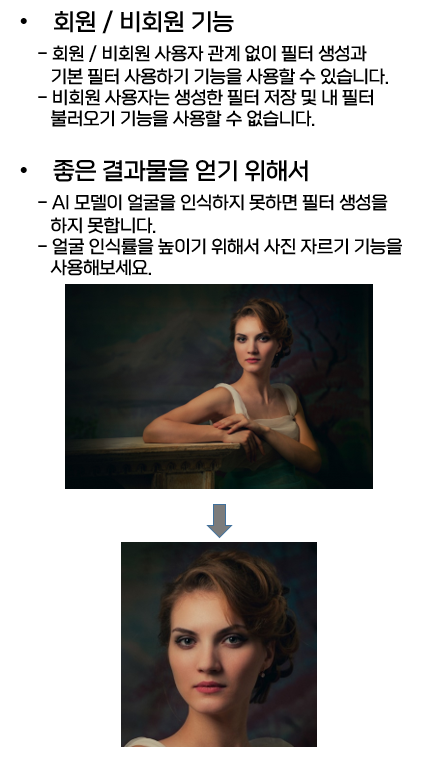 • 회원 / 비회원 기능
- 회원 / 비회원 사용자 관계 없이 필터 생성과
기본 필터 사용하기 기능을 사용할 수 있습니다.
- 비회원 사용자는 생성한 필터 저장 및 내 필터
불러오기 기능을 사용할 수 없습니다.
• 좋은 결과물을 얻기 위해서
- AI 모델이 얼굴을 인식하지 못하면 필터 생성을
하지 못합니다.
- 얼굴 인식률을 높이기 위해서 사진 자르기 기능을
사용해보세요.